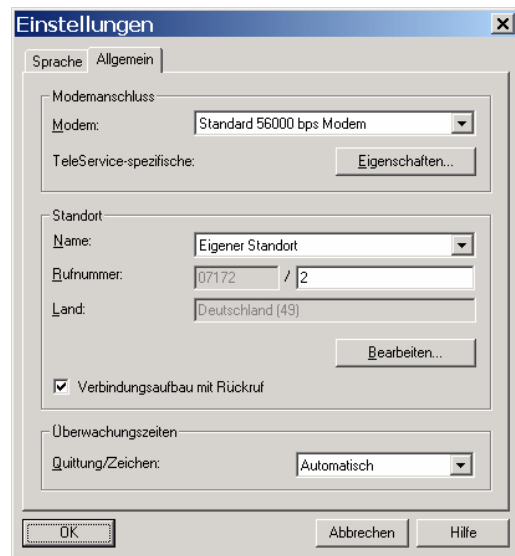 Einstellungen
Sprache Allgemein
Modemanschluss
Modem: Standard 56000 bps Modem
TeleService-spezifische: Eigenschaften...
Standort
Name: Eigener Standort
Rufnummer: 07172 / 2
Land: Deutschland (49)
Bearbeiten...
Verbindungsaufbau mit Rückruf
Überwachungszeiten
Quittung/Zeichen: Automatisch
OK Abbrechen Hilfe